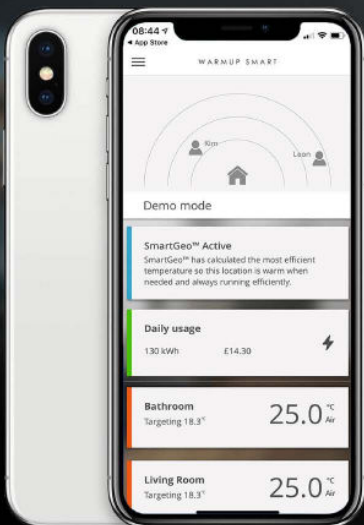 08:44
◂ App Store
WARMUP SMART
Kim
Leon
Demo mode
SmartGeo™ Active
SmartGeo™ has calculated the most efficient
temperature so this location is warm when
needed and always running efficiently.
Daily usage
130 kWh £14.30
Bathroom
Targeting 18.3°
25.0 °C
Air
Living Room
Targeting 18.3°
25.0 °C
Air